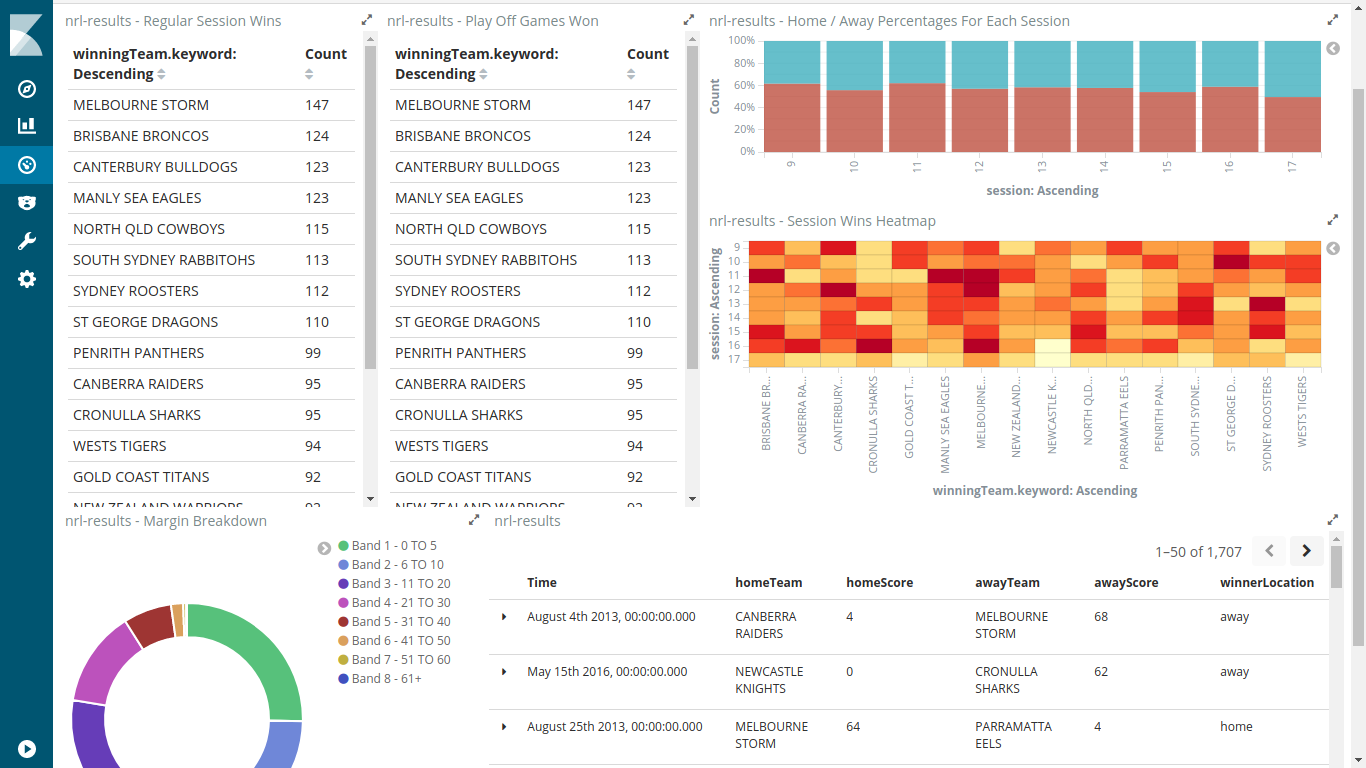 nrl-results - Regular Session Wins
winningTeam.keyword:
Descending
Count
MELBOURNE STORM 147
BRISBANE BRONCOS 124
CANTERBURY BULLDOGS 123
MANLY SEA EAGLES 123
NORTH QLD COWBOYS 115
SOUTH SYDNEY RABBITOHS 113
SYDNEY ROOSTERS 112
ST GEORGE DRAGONS 110
PENRITH PANTHERS 99
CANBERRA RAIDERS 95
CRONULLA SHARKS 95
WESTS TIGERS 94
GOLD COAST TITANS 92
NEW ZEALAND WARRIORS 92
nrl-results - Play Off Games Won
winningTeam.keyword:
Descending
Count
MELBOURNE STORM 147
BRISBANE BRONCOS 124
CANTERBURY BULLDOGS 123
MANLY SEA EAGLES 123
NORTH QLD COWBOYS 115
SOUTH SYDNEY RABBITOHS 113
SYDNEY ROOSTERS 112
ST GEORGE DRAGONS 110
PENRITH PANTHERS 99
CANBERRA RAIDERS 95
CRONULLA SHARKS 95
WESTS TIGERS 94
GOLD COAST TITANS 92
NEW ZEALAND WARRIORS 92
nrl-results - Home / Away Percentages For Each Session
Count
100%
80%
60%
40%
20%
0%
9 10 11 12 13 14 15 16 17
session: Ascending
nrl-results - Session Wins Heatmap
session: Ascending
9
10
11
12
13
14
15
16
17
BRISBANE BR...
CANBERRA RA...
CANTERBURY...
CRONULLA SHARKS
GOLD COAST T...
MANLY SEA EAGLES
MELBOURNE...
NEW ZEALAND...
NEWCASTLE K...
NORTH QLD...
PARRAMATTA EELS
PENRITH PAN...
SOUTH SYDNE...
ST GEORGE D...
SYDNEY ROOSTERS
WESTS TIGERS
winningTeam.keyword: Ascending
nrl-results - Margin Breakdown
Band 1 - 0 TO 5
Band 2 - 6 TO 10
Band 3 - 11 TO 20
Band 4 - 21 TO 30
Band 5 - 31 TO 40
Band 6 - 41 TO 50
Band 7 - 51 TO 60
Band 8 - 61+
nrl-results
1–50 of 1,707
Time homeTeam homeScore awayTeam awayScore winnerLocation
August 4th 2013, 00:00:00.000 CANBERRA 4 MELBOURNE 68 away
RAIDERS STORM
May 15th 2016, 00:00:00.000 NEWCASTLE 0 CRONULLA 62 away
KNIGHTS SHARKS
August 25th 2013, 00:00:00.000 MELBOURNE 64 PARRAMATTA 4 home
STORM EELS